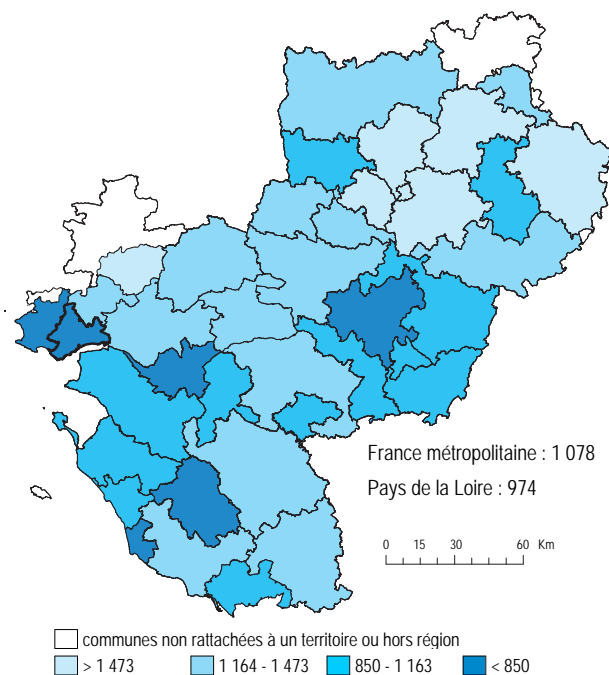 France métropolitaine : 1 078
Pays de la Loire : 974
0 15 30 60 Km
communes non rattachées à un territoire ou hors région
> 1 473 1 164 - 1 473 850 - 1 163 < 850